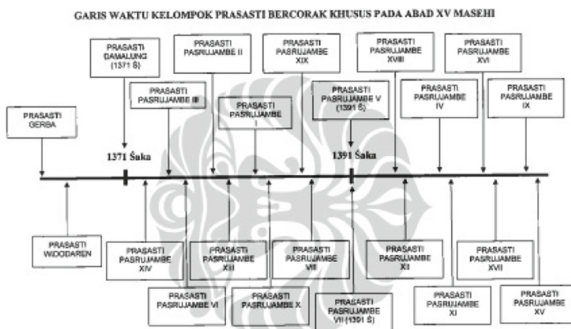 GARIS WAKTU KELOMPOK PRASASTI BERCORAK KHUSUS PADA ABAD XV MASEHI
PRASASTI
DAMALUNG
(1371 Š)
PRASASTI
PASRUJAMBE II
PRASASTI
PASRUJAMBE
XIX
PRASASTI
PASRUJAMBE
XVIII
PRASASTI
PASRUJAMBE
XVI
PRASASTI
PASRUJAMBE III
PRASASTI
PASRUJAMBE
I
PRASASTI
PASRUJAMBE V
(1391 Š)
PRASASTI
PASRUJAMBE
IV
PRASASTI
PASRUJAMBE
IX
PRASASTI
GERBA
1371 Šaka
1391 Šaka
PRASASTI
WIDODAREN
PRASASTI
PASRUJAMBE
XIV
PRASASTI
PASRUJAMBE
XIII
PRASASTI
PASRUJAMBE
VIII
PRASASTI
PASRUJAMBE
XII
PRASASTI
PASRUJAMBE
XVII
PRASASTI
PASRUJAMBE VI
PRASASTI
PASRUJAMBE X
PRASASTI
PASRUJAMBE
VII (1391 Š)
PRASASTI
PASRUJAMBE
XI
PRASASTI
PASRUJAMBE
XV